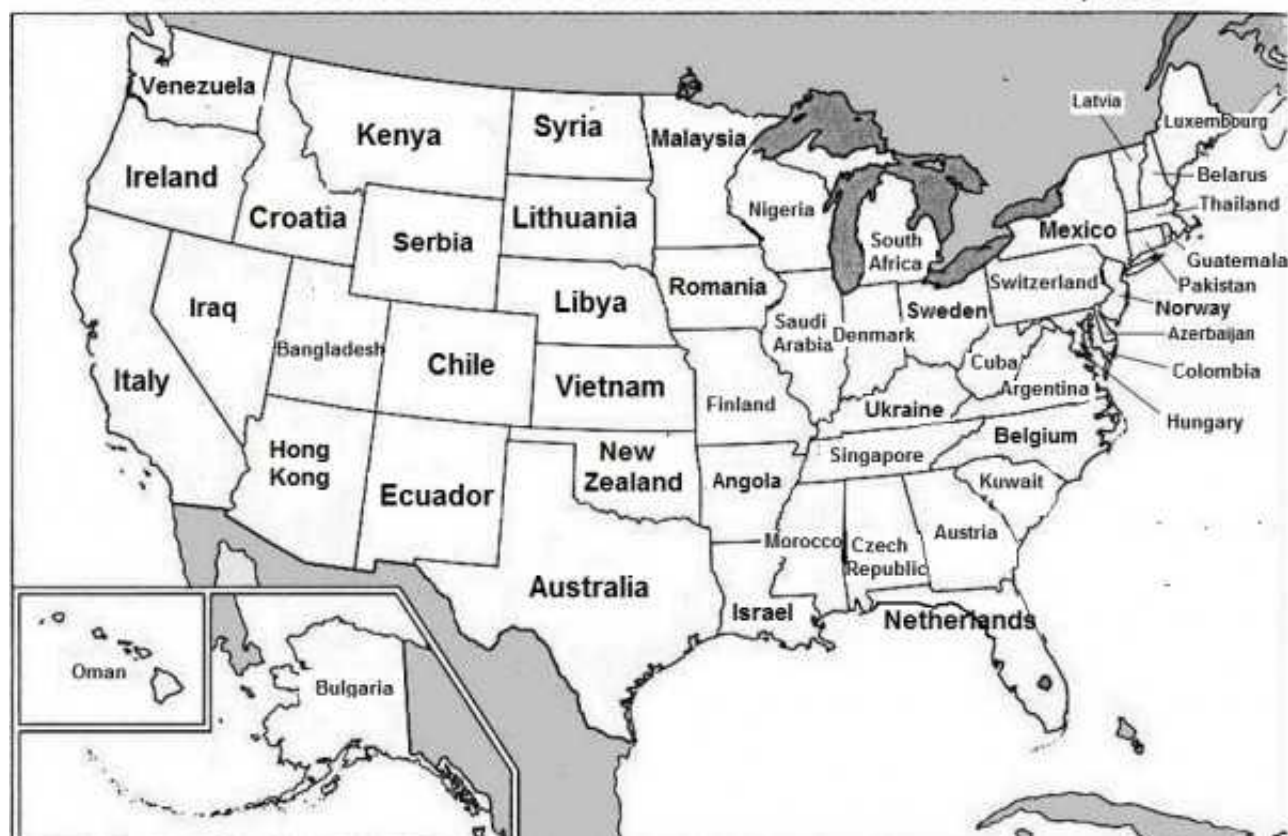 Venezuela
Kenya
Syria
Malaysia
Latvia
Luxembourg
Ireland
Croatia
Serbia
Lithuania
Nigeria
South
Africa
Mexico
Belarus
Thailand
Guatemala
Pakistan
Norway
Azerbaijan
Colombia
Hungary
Iraq
Bangladesh
Chile
Libya
Romania
Saudi
Arabia
Denmark
Sweden
Switzerland
Italy
Vietnam
Finland
Ukraine
Cuba
Argentina
Hong
Kong
Ecuador
New
Zealand
Angola
Singapore
Belgium
Kuwait
Australia
Israel
Morocco
Czech
Republic
Austria
Netherlands
Oman
Bulgaria